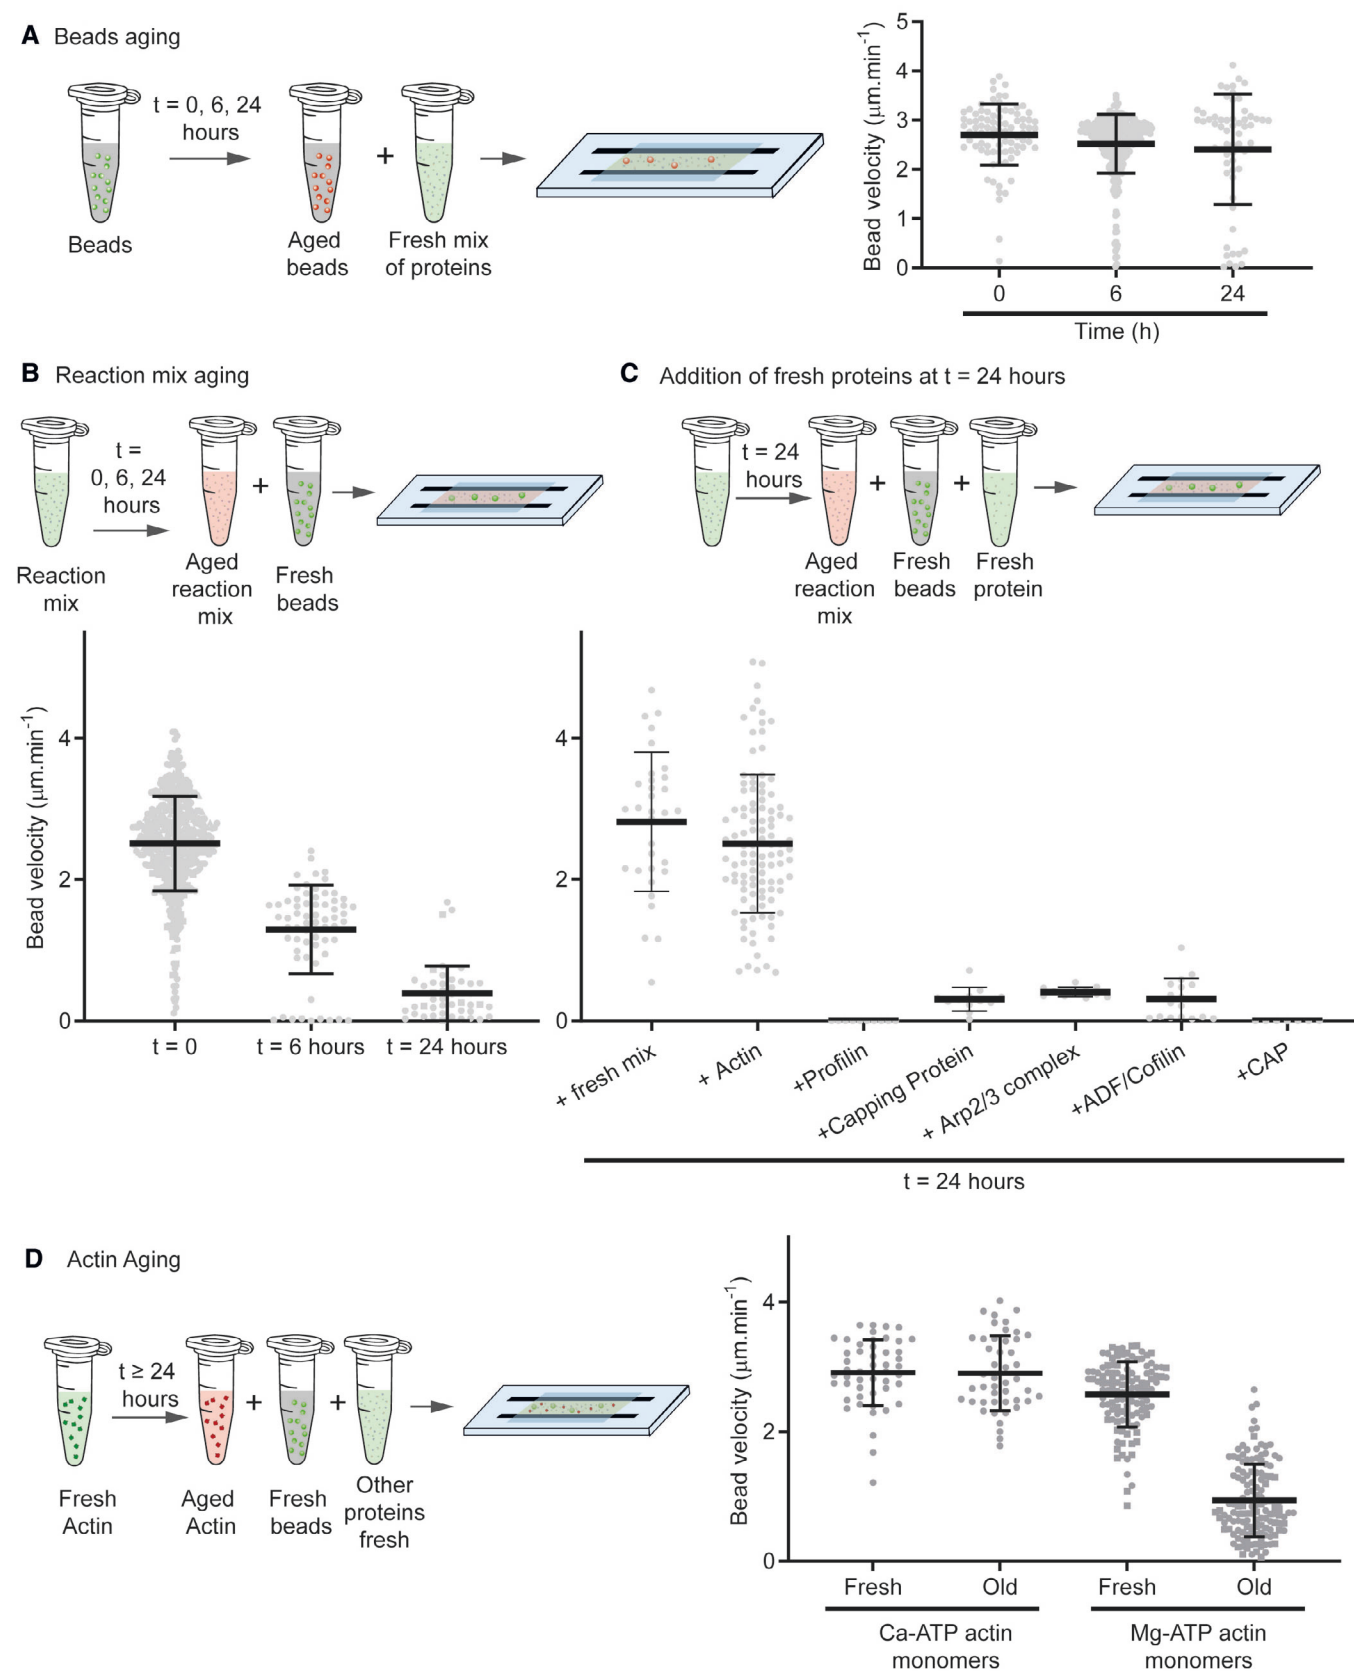 A Beads aging
t = 0, 6, 24
hours
+
Beads
Aged
beads
Fresh mix
of proteins
Bead velocity (µm.min-1)
5
4
3
2
1
0
0 6 24
Time (h)
B Reaction mix aging
t =
0, 6, 24
hours
+
Reaction
mix
Aged
reaction
mix
Fresh
beads
Bead velocity (µm.min-1)
4
2
0
t = 0 t = 6 hours t = 24 hours
C Addition of fresh proteins at t = 24 hours
t = 24
hours
+ +
Aged
reaction
mix
Fresh
beads
Fresh
protein
4
2
0
+ fresh mix
+ Actin
+Profilin
+Capping Protein
+ Arp2/3 complex
+ADF/Cofilin
+CAP
t = 24 hours
D Actin Aging
t ≥ 24
hours
+ +
Fresh
Actin
Aged
Actin
Fresh
beads
Other
proteins
fresh
Bead velocity (µm.min-1)
4
2
0
Fresh Old Fresh Old
Ca-ATP actin
monomers
Mg-ATP actin
monomers